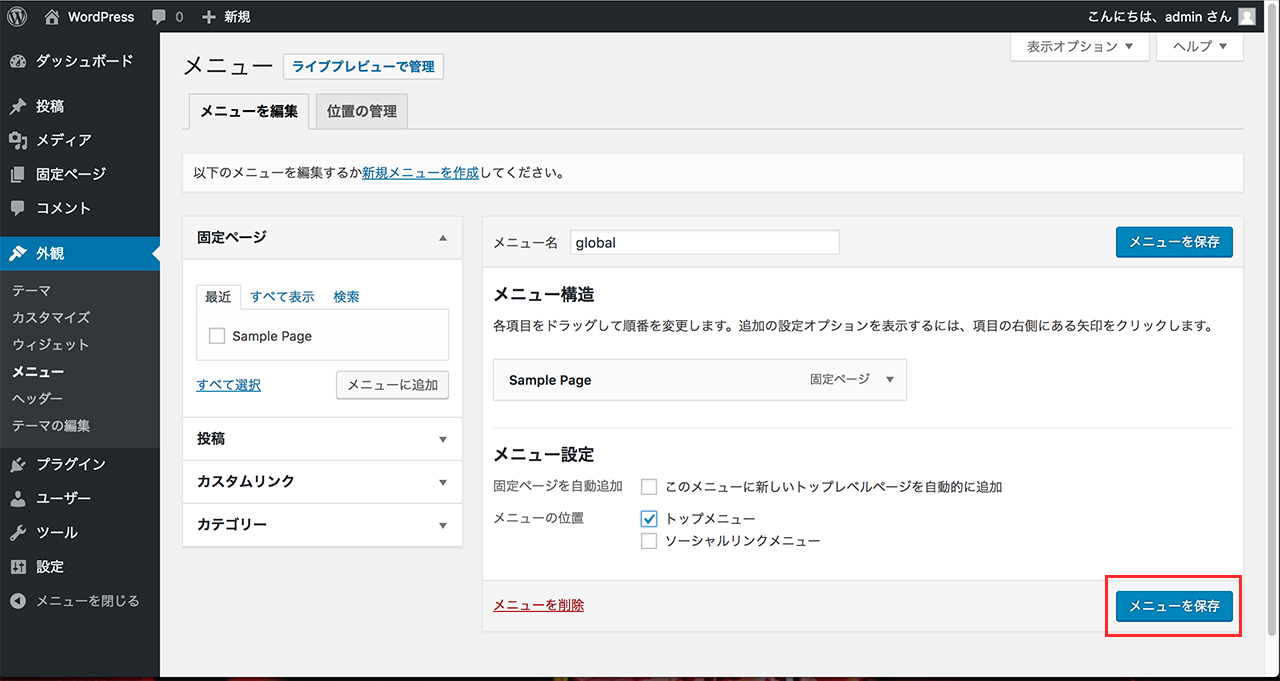 WordPress 0 新規 こんにちは、admin さん
ダッシュボード
投稿
メディア
固定ページ
コメント
外観
テーマ
カスタマイズ
ウィジェット
メニュー
ヘッダー
テーマの編集
プラグイン
ユーザー
ツール
設定
メニューを閉じる
表示オプション ▼ ヘルプ ▼
メニュー ライブプレビューで管理
メニューを編集 位置の管理
以下のメニューを編集するか新規メニューを作成してください。
固定ページ ▲
最近 すべて表示 検索
Sample Page
すべて選択 メニューに追加
投稿 ▼
カスタムリンク ▼
カテゴリー ▼
メニュー名 global メニューを保存
メニュー構造
各項目をドラッグして順番を変更します。追加の設定オプションを表示するには、項目の右側にある矢印をクリックします。
Sample Page 固定ページ ▼
メニュー設定
固定ページを自動追加 このメニューに新しいトップレベルページを自動的に追加
メニューの位置 トップメニュー
ソーシャルリンクメニュー
メニューを削除 メニューを保存